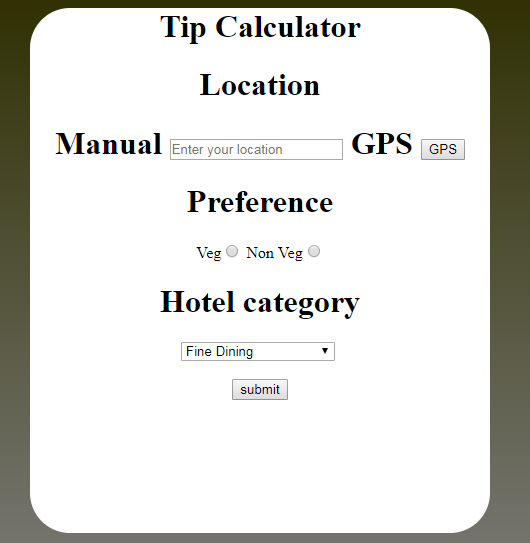 Tip Calculator
Location
Manual Enter your location GPS GPS
Preference
Veg Non Veg
Hotel category
Fine Dining
submit